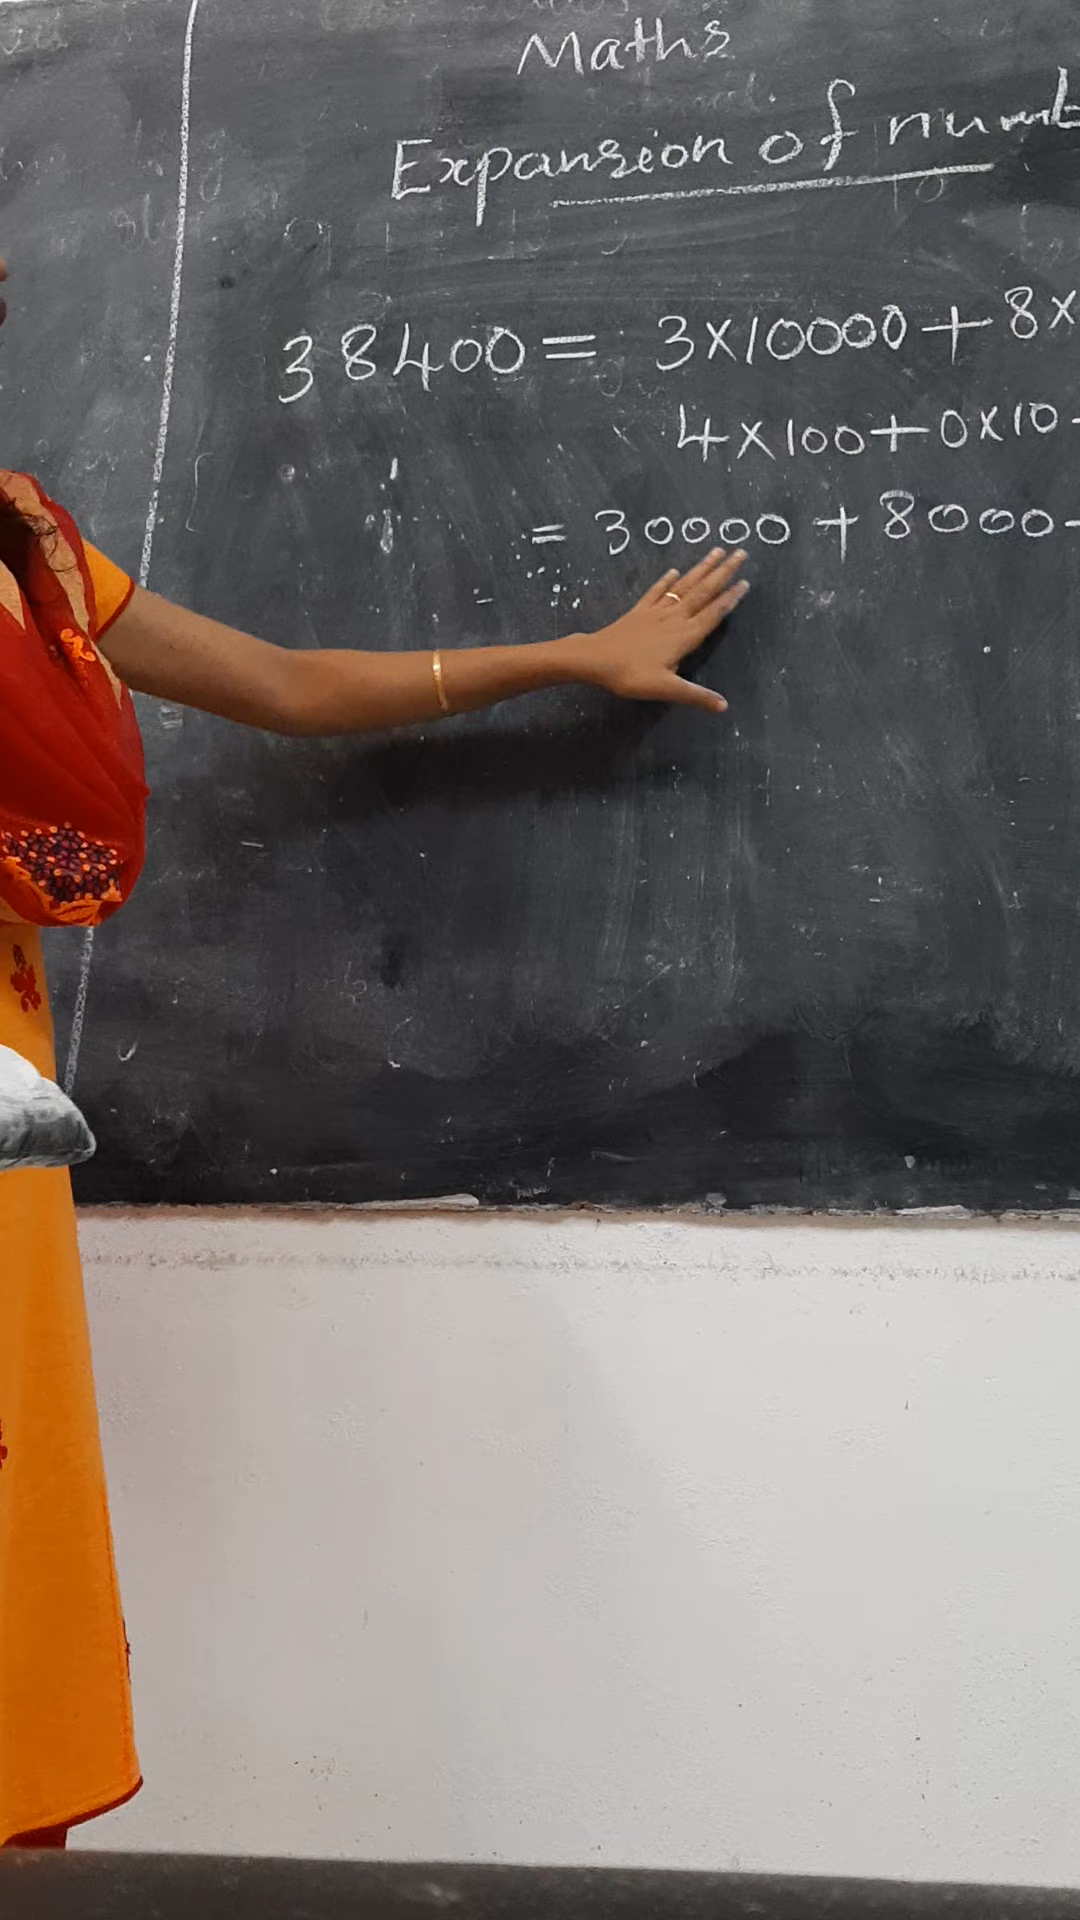 Maths
Expansion of numb
38400 = 3×10000 + 8×
4×100 + 0×10
= 30000 + 8000